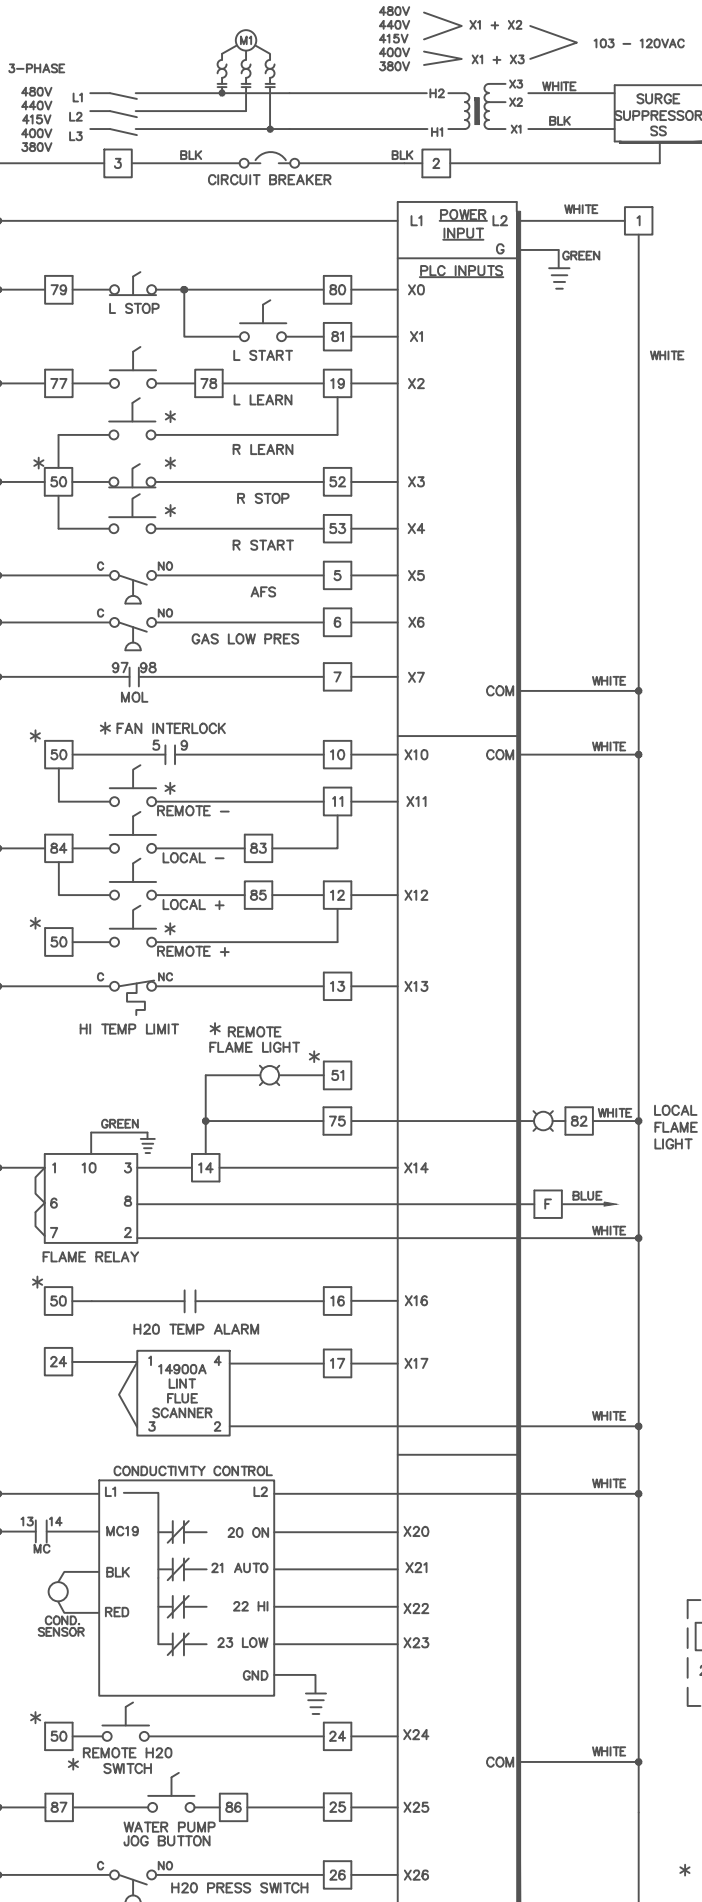 480V
440V
415V
400V
380V
X1 + X2
X1 + X3
103 - 120VAC
3-PHASE
480V
440V
415V
400V
380V
L1
L2
L3
M1
H2
H1
X3
X2
X1
WHITE
BLK
SURGE
SUPPRESSOR
SS
3
BLK
CIRCUIT BREAKER
BLK
2
L1
POWER
INPUT
L2
G
WHITE
1
GREEN
PLC INPUTS
WHITE
79
L STOP
80
X0
L START
81
X1
77
78
L LEARN
19
X2
*
R LEARN
*
50
*
R STOP
52
X3
*
R START
53
X4
C
NO
AFS
5
X5
C
NO
GAS LOW PRES
6
X6
97
98
MOL
7
X7
COM
WHITE
* FAN INTERLOCK
*
50
5
9
10
X10
COM
WHITE
*
REMOTE -
11
X11
84
LOCAL -
83
LOCAL +
85
12
X12
*
50
*
REMOTE +
C
NC
HI TEMP LIMIT
13
X13
* REMOTE
FLAME LIGHT
*
51
75
82
WHITE
LOCAL
FLAME
LIGHT
GREEN
1
10
3
6
8
7
2
FLAME RELAY
14
X14
F
BLUE
WHITE
*
50
H20 TEMP ALARM
16
X16
24
1
4
14900A
LINT
FLUE
SCANNER
3
2
17
X17
WHITE
CONDUCTIVITY CONTROL
L1
L2
WHITE
13
14
MC
MC19
20 ON
X20
BLK
21 AUTO
X21
RED
22 HI
X22
COND.
SENSOR
23 LOW
X23
GND
*
50
REMOTE H20
SWITCH
*
24
X24
COM
WHITE
87
WATER PUMP
JOG BUTTON
86
25
X25
C
NO
H20 PRESS SWITCH
26
X26
*